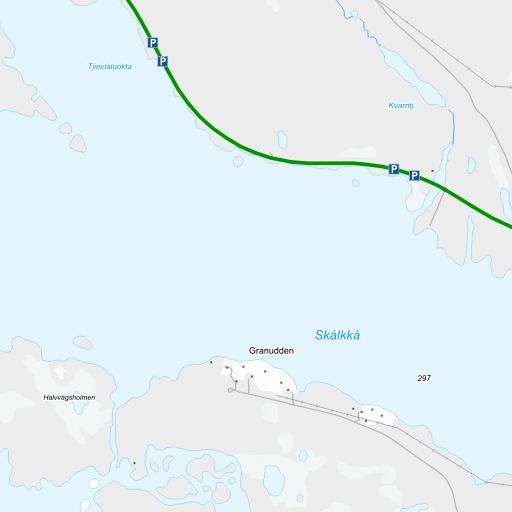 P
P
Tjievlaluokta
Kvarntj.
P
P
Skálkká
Granudden
297
Halvvägsholmen